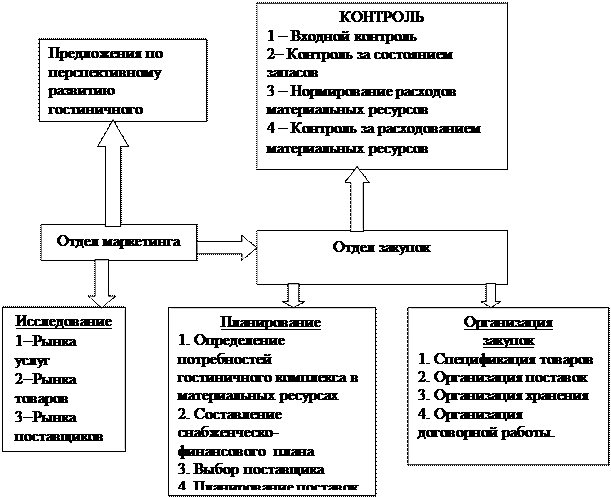 КОНТРОЛЬ
1 – Входной контроль
2– Контроль за состоянием
запасов
3 – Нормирование расходов
материальных ресурсов
4 – Контроль за расходованием
материальных ресурсов
Предложения по
перспективному
развитию
гостиничного
Отдел маркетинга
Отдел закупок
Исследование
1–Рынка
услуг
2–Рынка
товаров
3–Рынка
поставщиков
Планирование
1. Определение
потребностей
гостиничного комплекса в
материальных ресурсах
2. Составление
снабженческо-
финансового плана
3. Выбор поставщика
4. Планирование поставок
Организация
закупок
1. Спецификация товаров
2. Организация поставок
3. Организация хранения
4. Организация
договорной работы.